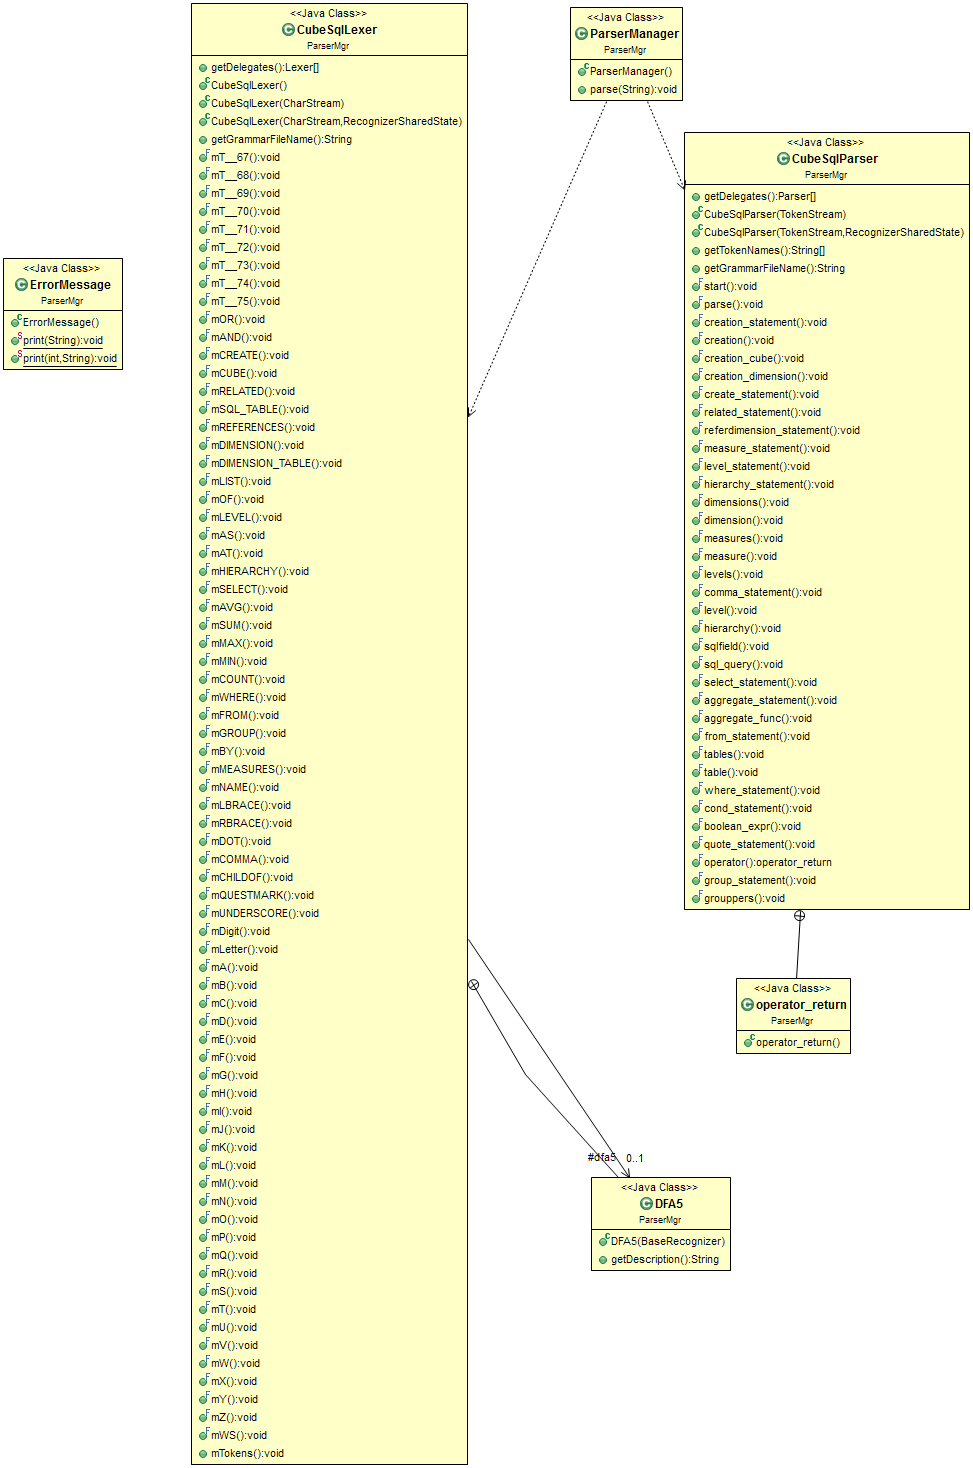 <<Java Class>>
CubeSqlLexer
ParserMgr
getDelegates():Lexer[]
CubeSqlLexer()
CubeSqlLexer(CharStream)
CubeSqlLexer(CharStream,RecognizerSharedState)
getGrammarFileName():String
mT__67():void
mT__68():void
mT__69():void
mT__70():void
mT__71():void
mT__72():void
mT__73():void
mT__74():void
mT__75():void
mOR():void
mAND():void
mCREATE():void
mCUBE():void
mRELATED():void
mSQL_TABLE():void
mREFERENCES():void
mDIMENSION():void
mDIMENSION_TABLE():void
mLIST():void
mOF():void
mLEVEL():void
mAS():void
mAT():void
mHIERARCHY():void
mSELECT():void
mAVG():void
mSUM():void
mMAX():void
mMIN():void
mCOUNT():void
mWHERE():void
mFROM():void
mGROUP():void
mBY():void
mMEASURES():void
mNAME():void
mLBRACE():void
mRBRACE():void
mDOT():void
mCOMMA():void
mCHILDOF():void
mQUESTMARK():void
mUNDERSCORE():void
mDigit():void
mLetter():void
mA():void
mB():void
mC():void
mD():void
mE():void
mF():void
mG():void
mH():void
mI():void
mJ():void
mK():void
mL():void
mM():void
mN():void
mO():void
mP():void
mQ():void
mR():void
mS():void
mT():void
mU():void
mV():void
mW():void
mX():void
mY():void
mZ():void
mWS():void
mTokens():void
<<Java Class>>
ParserManager
ParserMgr
ParserManager()
parse(String):void
<<Java Class>>
CubeSqlParser
ParserMgr
getDelegates():Parser[]
CubeSqlParser(TokenStream)
CubeSqlParser(TokenStream,RecognizerSharedState)
getTokenNames():String[]
getGrammarFileName():String
start():void
parse():void
creation_statement():void
creation():void
creation_cube():void
creation_dimension():void
create_statement():void
related_statement():void
referdimension_statement():void
measure_statement():void
level_statement():void
hierarchy_statement():void
dimensions():void
dimension():void
measures():void
measure():void
levels():void
comma_statement():void
level():void
hierarchy():void
sqlfield():void
sql_query():void
select_statement():void
aggregate_statement():void
aggregate_func():void
from_statement():void
tables():void
table():void
where_statement():void
cond_statement():void
boolean_expr():void
quote_statement():void
operator():operator_return
group_statement():void
grouppers():void
<<Java Class>>
ErrorMessage
ParserMgr
ErrorMessage()
print(String):void
print(int,String):void
<<Java Class>>
operator_return
ParserMgr
operator_return()
#dfa5 0..1
<<Java Class>>
DFA5
ParserMgr
DFA5(BaseRecognizer)
getDescription():String